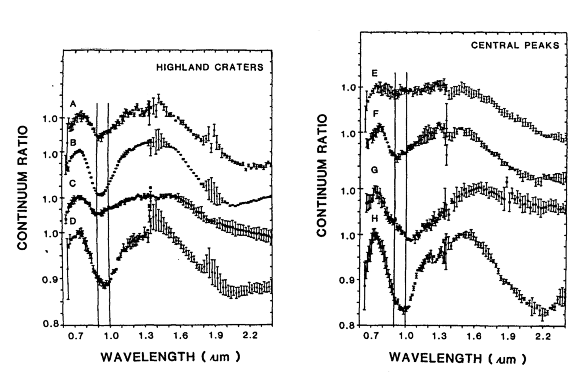 HIGHLAND CRATERS
CONTINUUM RATIO
A
1.0
B
1.0
C
1.0
D
1.0
0.9
0.8
0.7 1.0 1.3 1.6 1.9 2.2
WAVELENGTH ( μm )
CENTRAL PEAKS
CONTINUUM RATIO
E
1.0
F
1.0
G
1.0
H
1.0
0.9
0.8
0.7 1.0 1.3 1.6 1.9 2.2
WAVELENGTH ( μm )